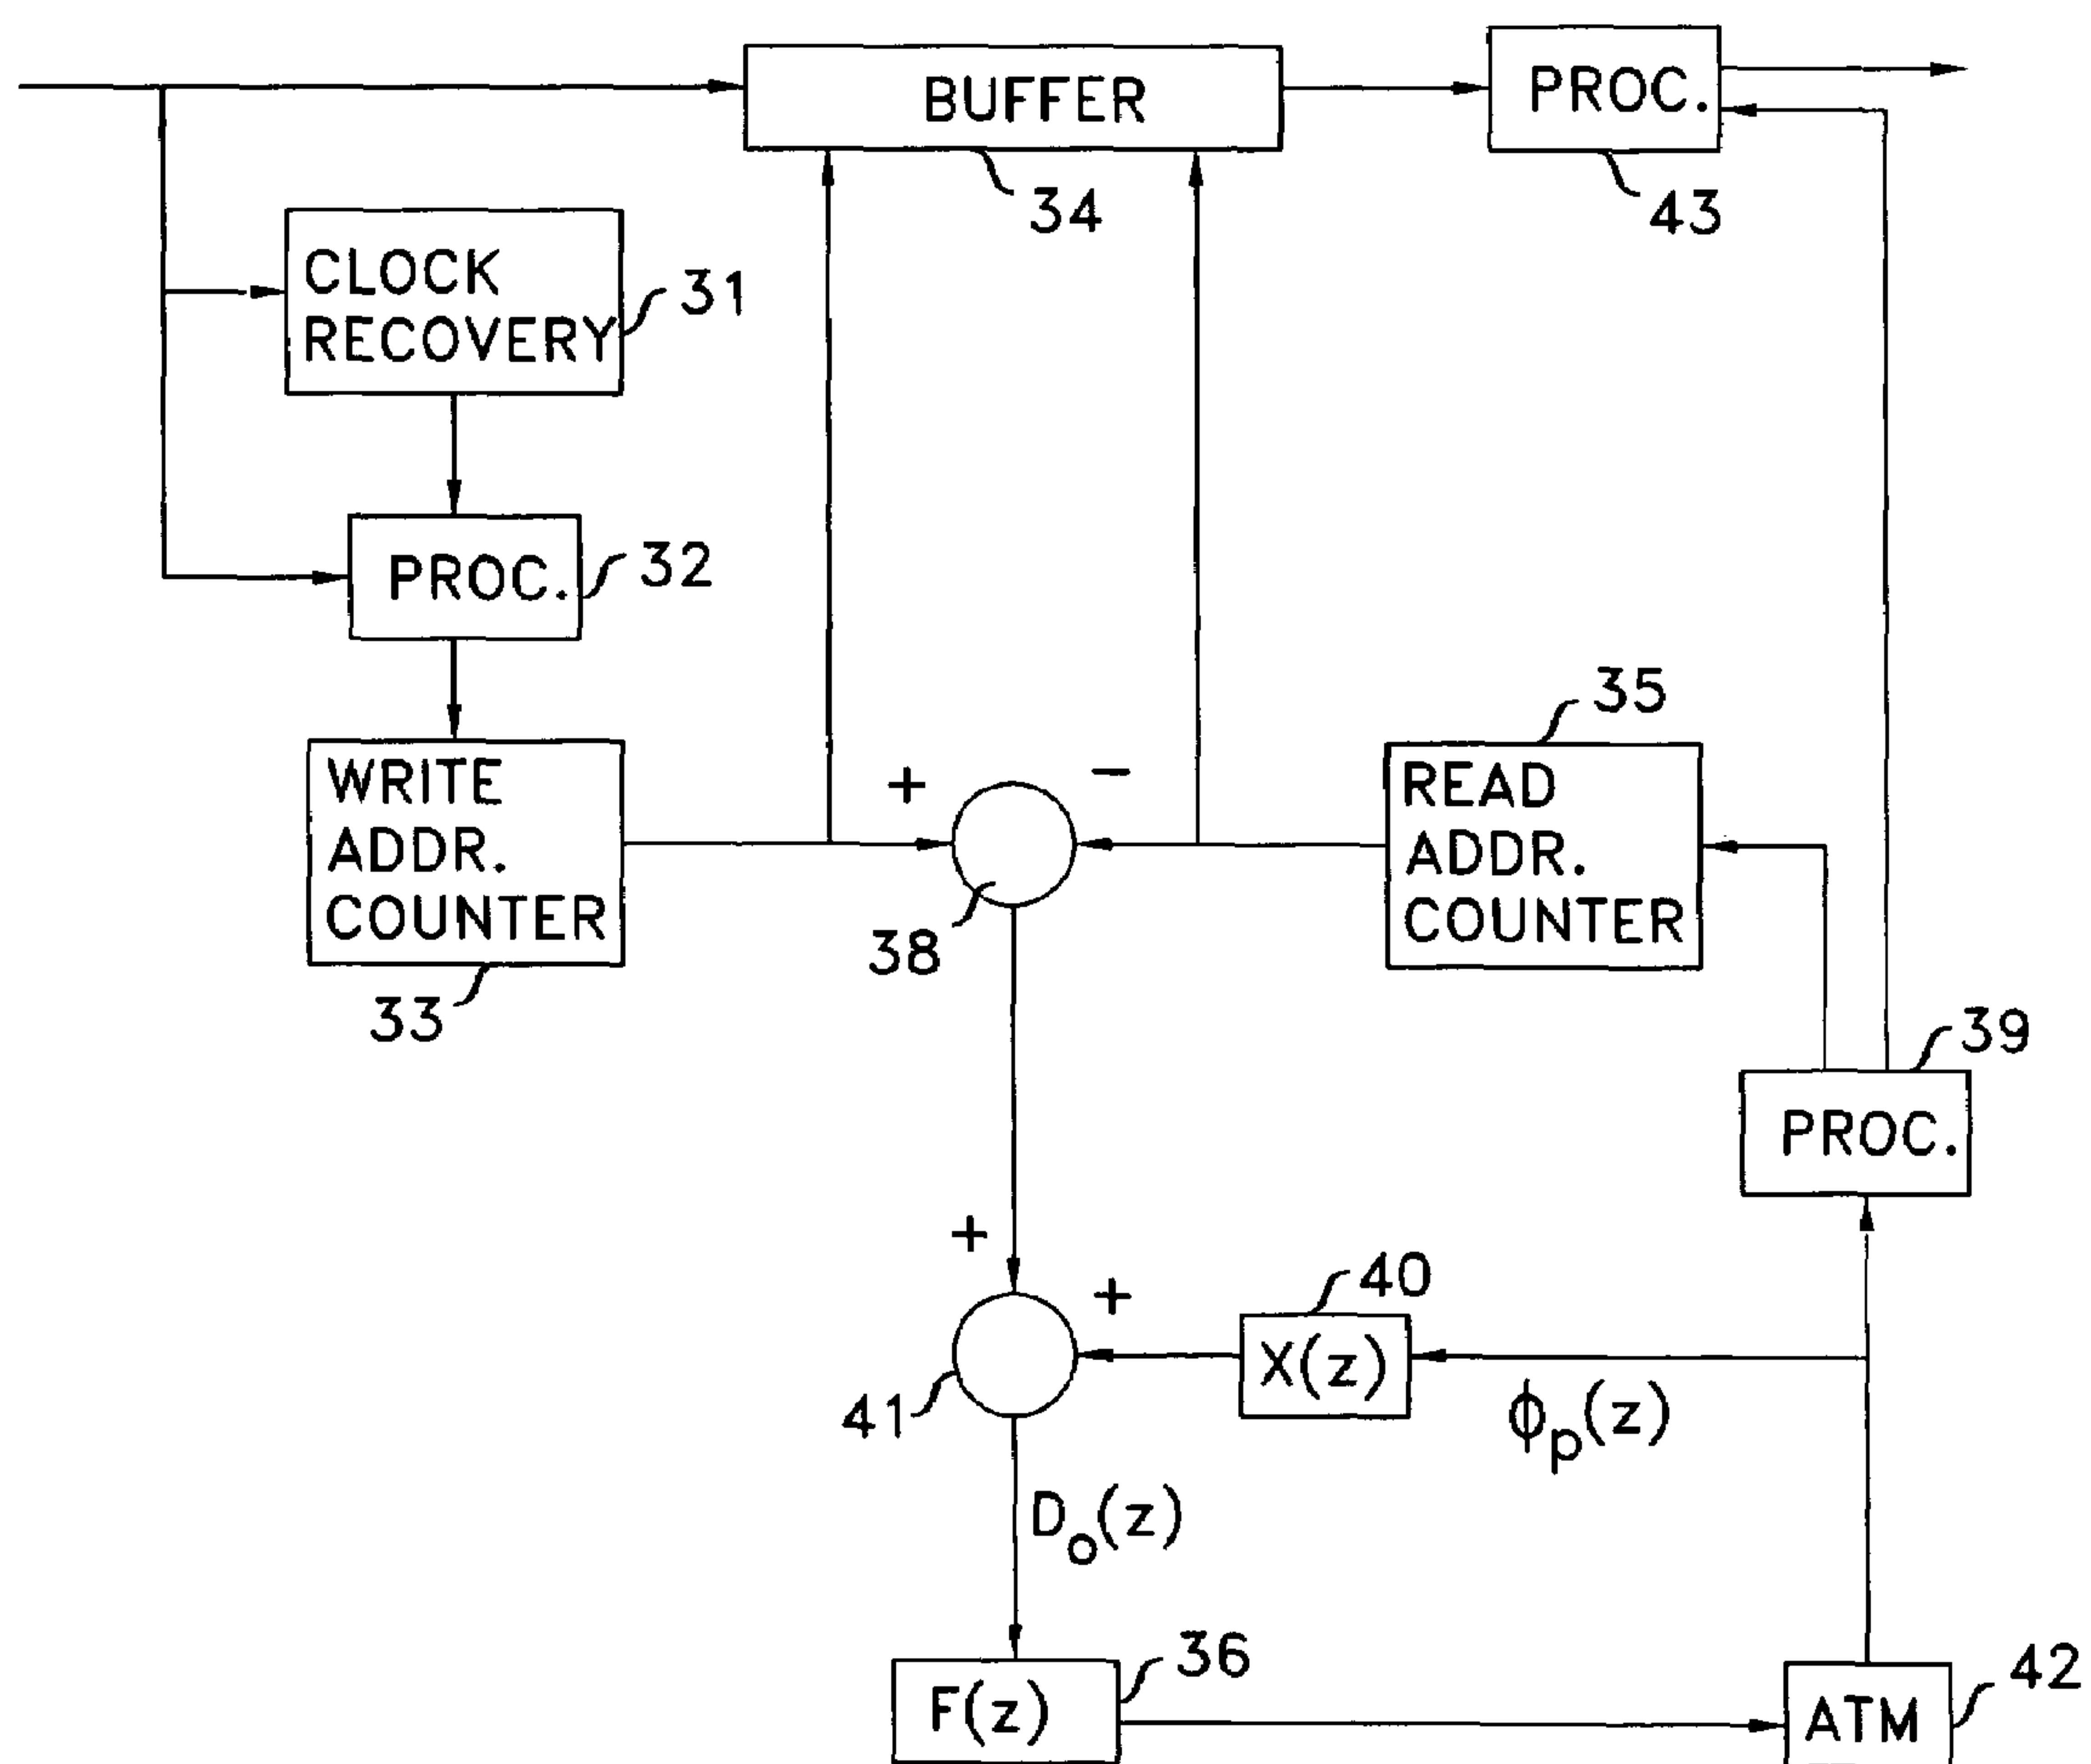 BUFFER
PROC.
34
43
CLOCK
RECOVERY
31
PROC.
32
35
WRITE
ADDR.
COUNTER
+
−
READ
ADDR.
COUNTER
38
33
39
PROC.
+
+
40
X(z)
41
ϕp(z)
Do(z)
36
F(z)
42
ATM